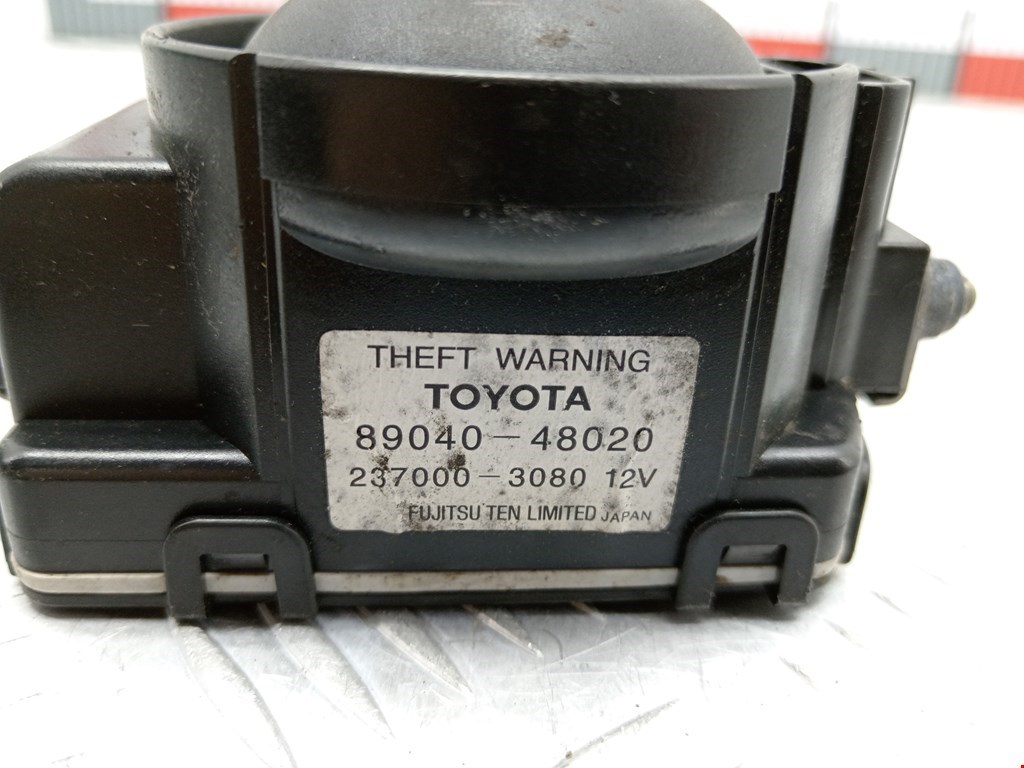 THEFT WARNING
TOYOTA
89040-48020
237000-3080 12V
FUJITSU TEN LIMITED JAPAN